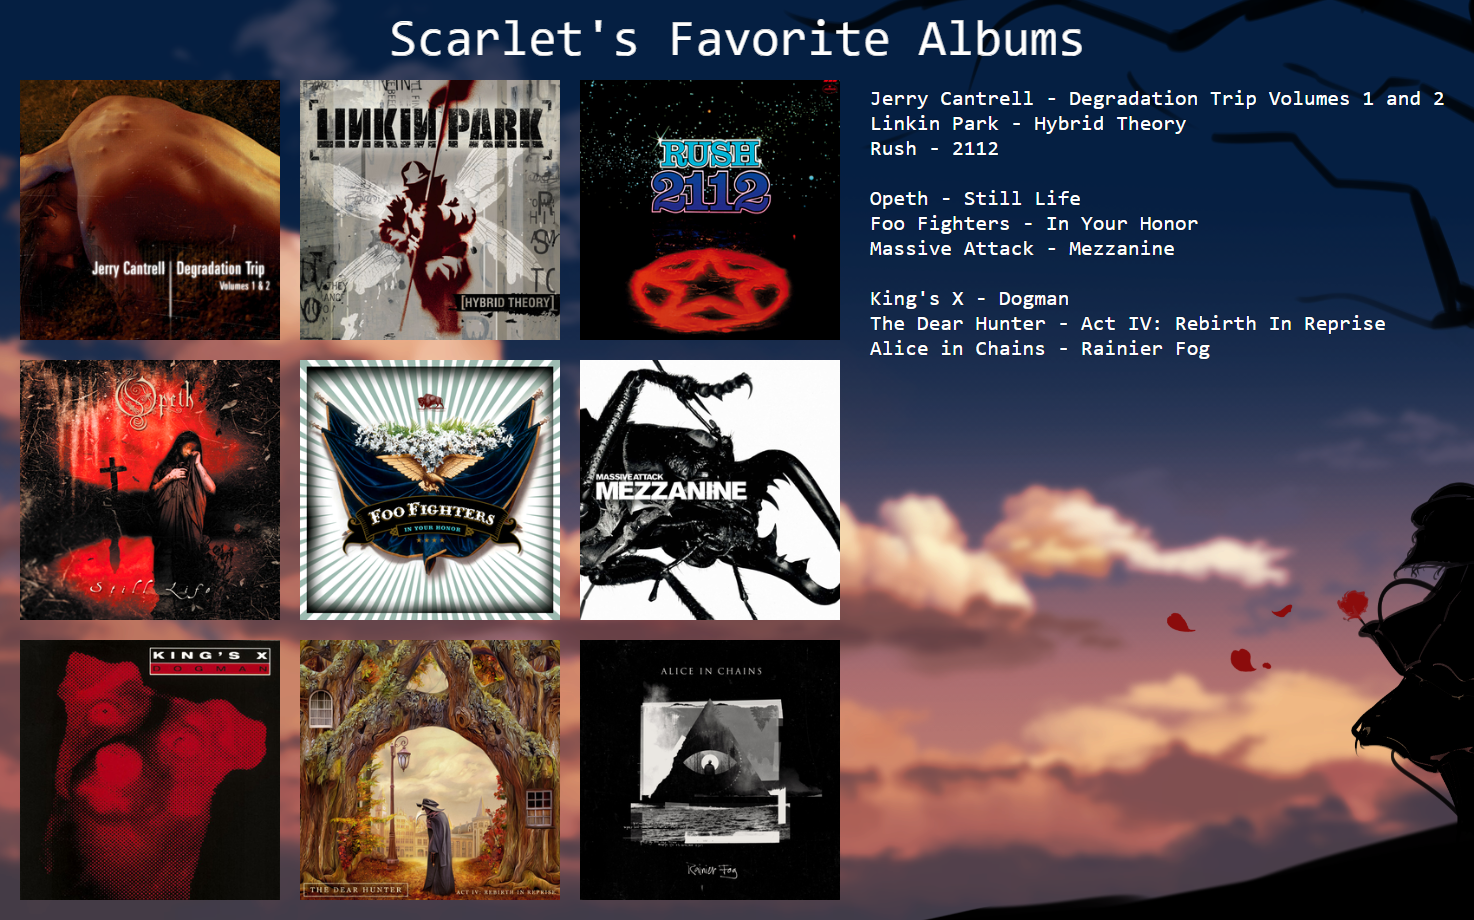 Scarlet's Favorite Albums
Jerry Cantrell | Degradation Trip
Volumes 1 & 2
LINKIN PARK
[HYBRID THEORY]
RUSH
2112
Jerry Cantrell - Degradation Trip Volumes 1 and 2
Linkin Park - Hybrid Theory
Rush - 2112
Opeth - Still Life
Foo Fighters - In Your Honor
Massive Attack - Mezzanine
King's X - Dogman
The Dear Hunter - Act IV: Rebirth In Reprise
Alice in Chains - Rainier Fog
Opeth
Still Life
FOO FIGHTERS
IN YOUR HONOR
MASSIVE ATTACK
MEZZANINE
KING'S X
DOGMAN
THE DEAR HUNTER
ACT IV: REBIRTH IN REPRISE
ALICE IN CHAINS
Rainier Fog